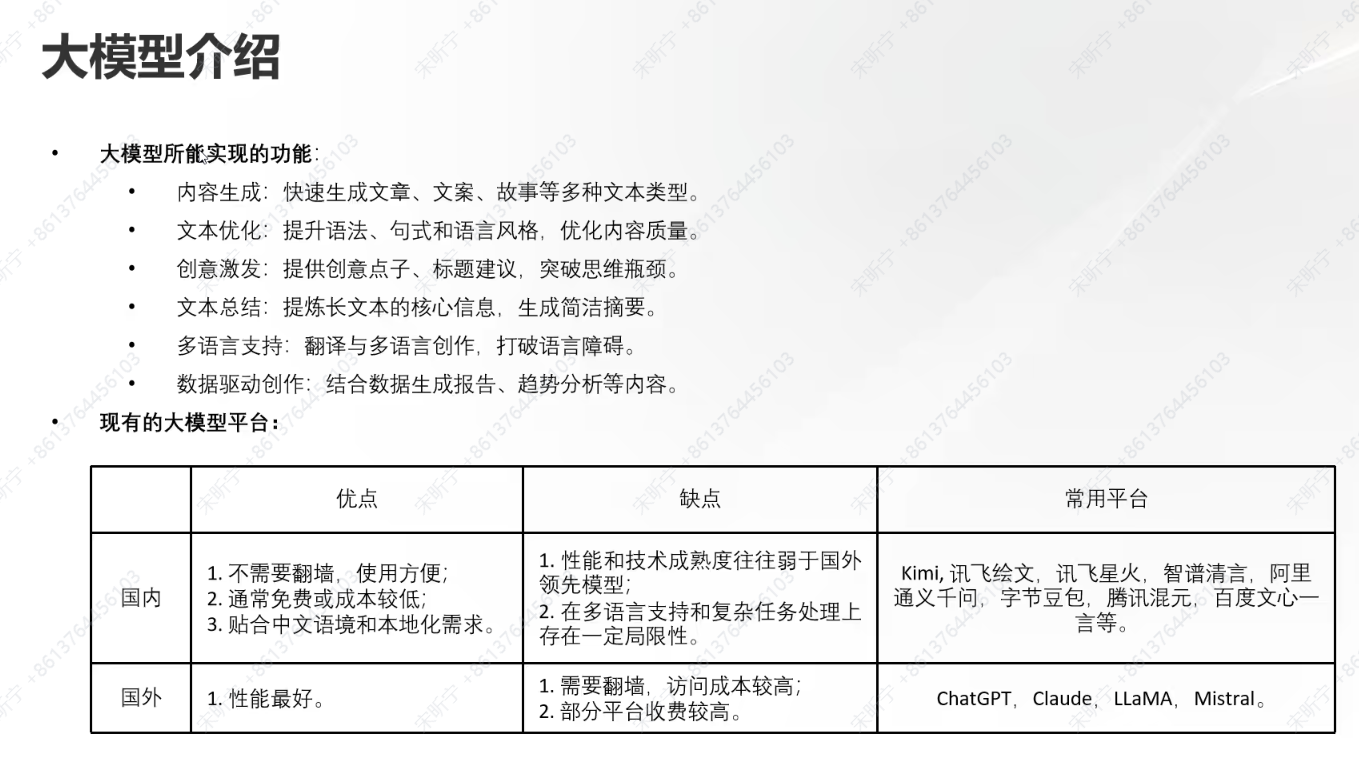 大模型介绍
• 大模型所能实现的功能：
• 内容生成：快速生成文章、文案、故事等多种文本类型。
• 文本优化：提升语法、句式和语言风格，优化内容质量。
• 创意激发：提供创意点子、标题建议，突破思维瓶颈。
• 文本总结：提炼长文本的核心信息，生成简洁摘要。
• 多语言支持：翻译与多语言创作，打破语言障碍。
• 数据驱动创作：结合数据生成报告、趋势分析等内容。
• 现有的大模型平台：
优点 缺点 常用平台
国内
1. 不需要翻墙，使用方便；
2. 通常免费或成本较低；
3. 贴合中文语境和本地化需求。
1. 性能和技术成熟度往往弱于国外
领先模型；
2. 在多语言支持和复杂任务处理上
存在一定局限性。
Kimi, 讯飞绘文，讯飞星火，智谱清言，阿里
通义千问，字节豆包，腾讯混元，百度文心一
言等。
国外
1. 性能最好。
1. 需要翻墙，访问成本较高；
2. 部分平台收费较高。
ChatGPT，Claude，LLaMA，Mistral。
宋昕宁 +8613764456103